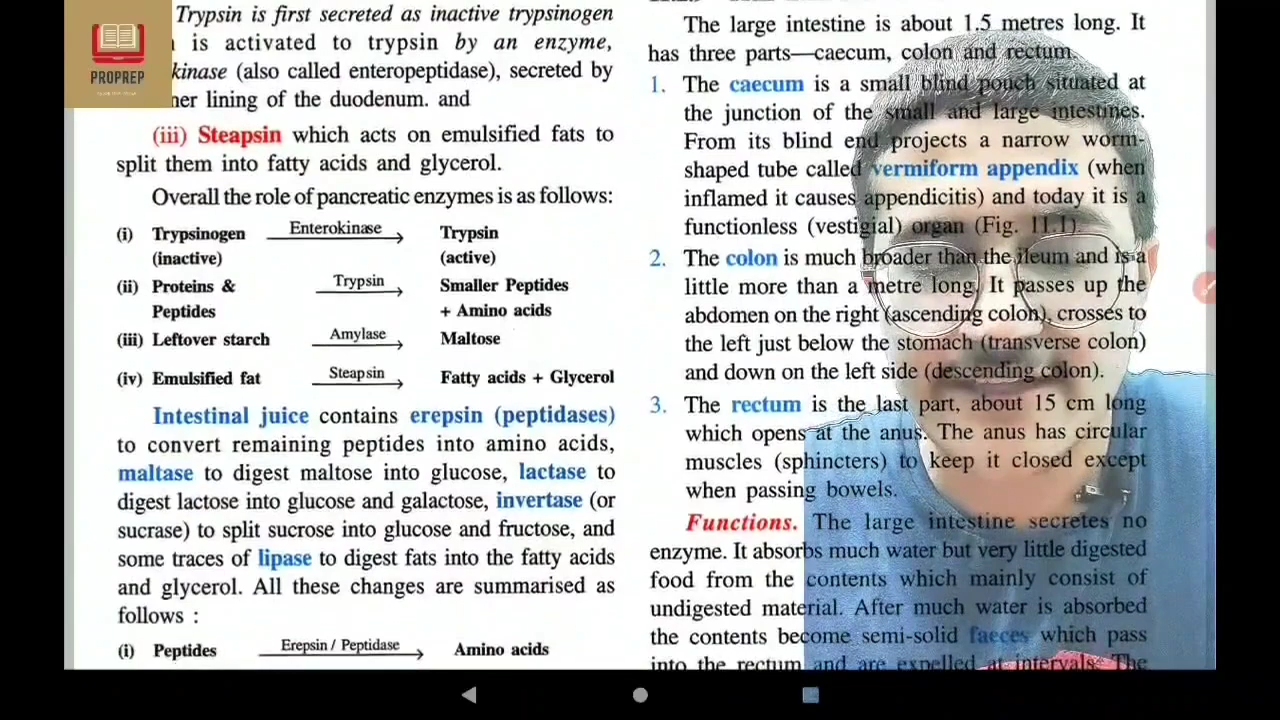 PROPREP
Trypsin is first secreted as inactive trypsinogen
is activated to trypsin by an enzyme,
kinase (also called enteropeptidase), secreted by
ner lining of the duodenum. and
(iii) Steapsin which acts on emulsified fats to
split them into fatty acids and glycerol.
Overall the role of pancreatic enzymes is as follows:
(i) Trypsinogen Enterokinase Trypsin
(inactive) (active)
(ii) Proteins & Trypsin Smaller Peptides
Peptides + Amino acids
(iii) Leftover starch Amylase Maltose
(iv) Emulsified fat Steapsin Fatty acids + Glycerol
Intestinal juice contains erepsin (peptidases)
to convert remaining peptides into amino acids,
maltase to digest maltose into glucose, lactase to
digest lactose into glucose and galactose, invertase (or
sucrase) to split sucrose into glucose and fructose, and
some traces of lipase to digest fats into the fatty acids
and glycerol. All these changes are summarised as
follows :
(i) Peptides Erepsin / Peptidase Amino acids
The large intestine is about 1.5 metres long. It
has three parts—caecum, colon and rectum
1. The caecum is a small blind pouch situated at
the junction of the small and large intestines.
From its blind end projects a narrow worm-
shaped tube called vermiform appendix (when
inflamed it causes appendicitis) and today it is a
functionless (vestigial) organ (Fig. 11.1).
2. The colon is much broader than the ileum and is a
little more than a metre long. It passes up the
abdomen on the right (ascending colon), crosses to
the left just below the stomach (transverse colon)
and down on the left side (descending colon).
3. The rectum is the last part, about 15 cm long
which opens at the anus. The anus has circular
muscles (sphincters) to keep it closed except
when passing bowels.
Functions. The large intestine secretes no
enzyme. It absorbs much water but very little digested
food from the contents which mainly consist of
undigested material. After much water is absorbed
the contents become semi-solid faeces which pass
into the rectum and are expelled at intervals. The